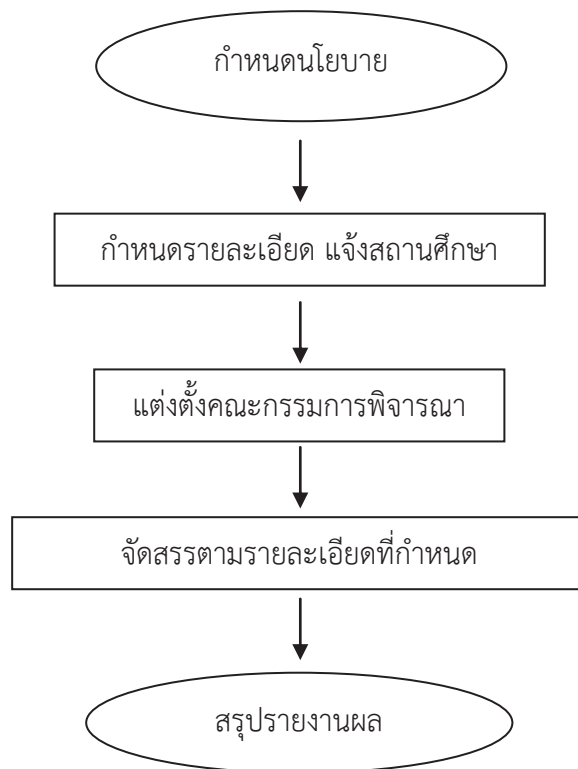 กำหนดนโยบาย
กำหนดรายละเอียด แจ้งสถานศึกษา
แต่งตั้งคณะกรรมการพิจารณา
จัดสรรตามรายละเอียดที่กำหนด
สรุปรายงานผล